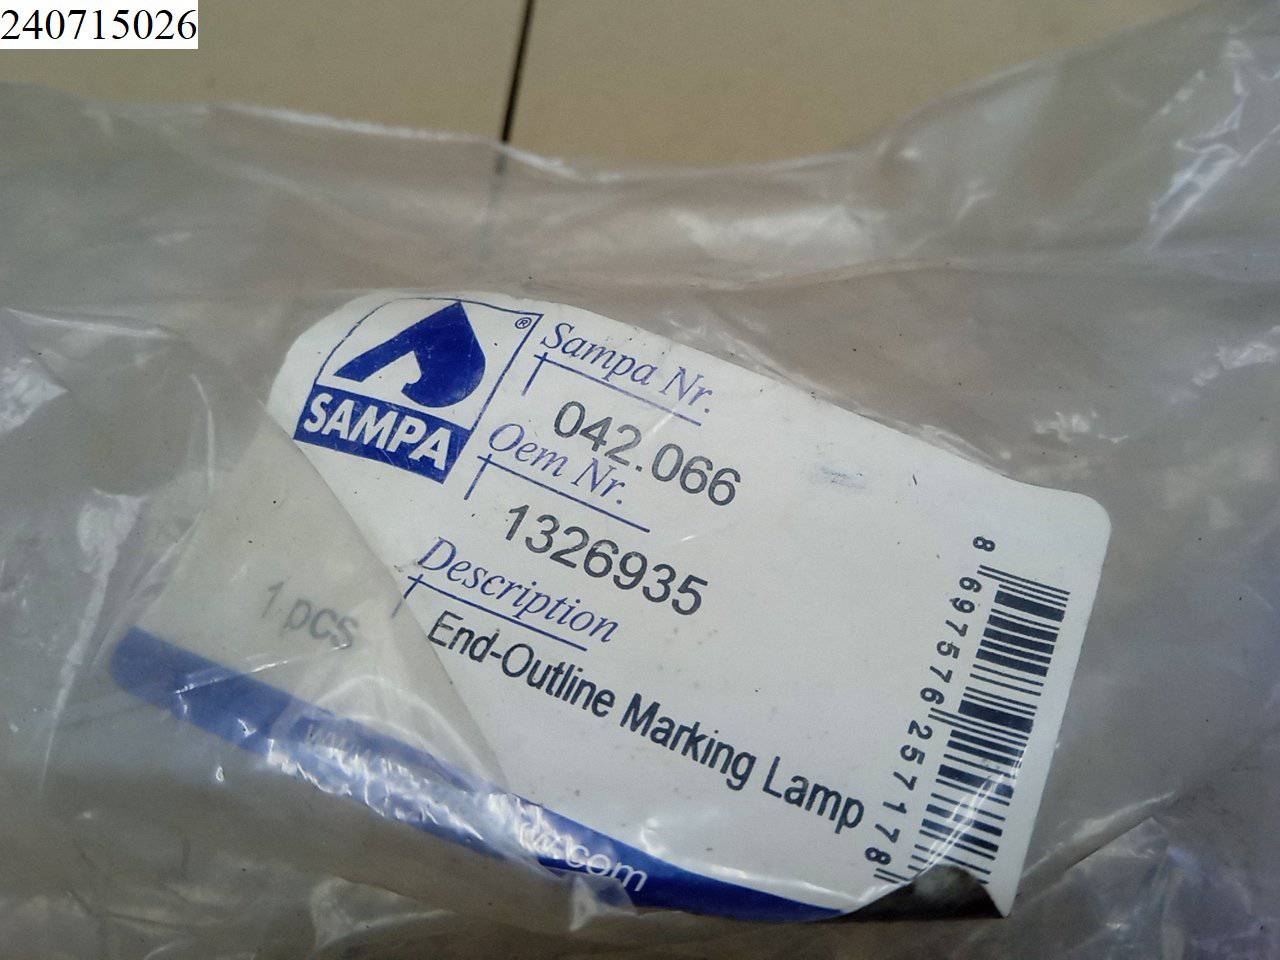 240715026
SAMPA
®
Sampa Nr.
042.066
Oem Nr.
1326935
Description
End-Outline Marking Lamp
1 pcs
8 697576 257178
.com